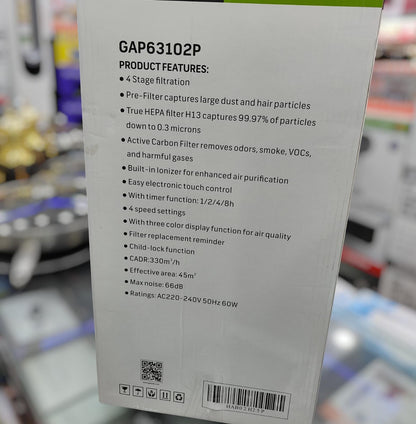 GAP63102P
PRODUCT FEATURES:
• 4 Stage filtration
• Pre-Filter captures large dust and hair particles
• True HEPA filter H13 captures 99.97% of particles
down to 0.3 microns
• Active Carbon Filter removes odors, smoke, VOCs,
and harmful gases
• Built-in Ionizer for enhanced air purification
• Easy electronic touch control
• With timer function: 1/2/4/8h
• 4 speed settings
• With three color display function for air quality
• Filter replacement reminder
• Child-lock function
• CADR:330m³/h
• Effective area: 45m²
• Max noise: 66dB
• Ratings: AC220-240V 50Hz 60W